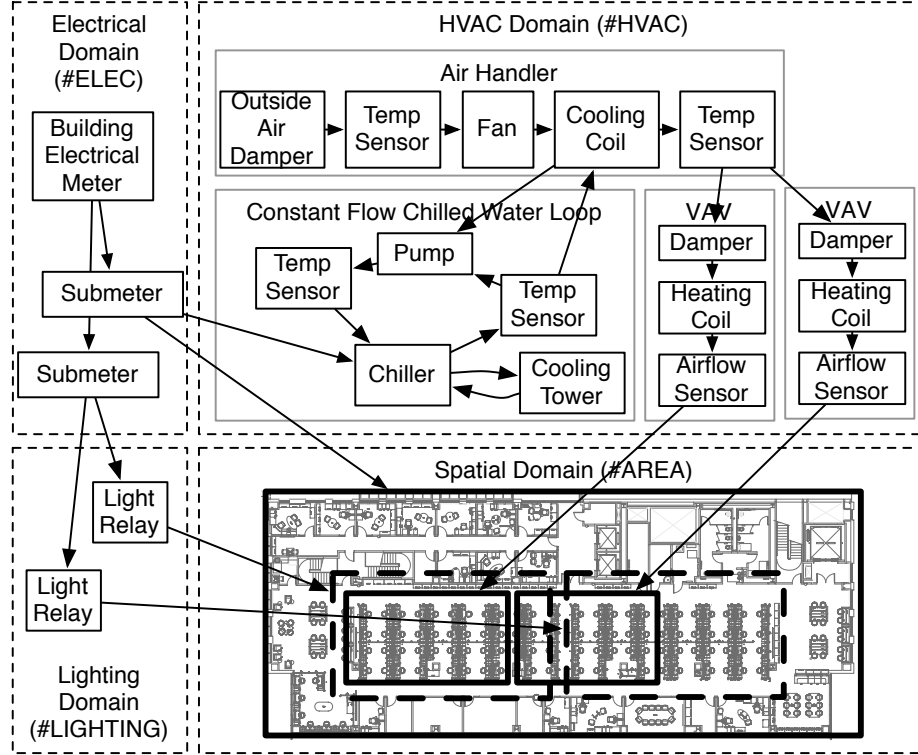 Electrical
Domain
(#ELEC)
Building
Electrical
Meter
Submeter
Submeter
HVAC Domain (#HVAC)
Air Handler
Outside
Air
Damper
Temp
Sensor
Fan
Cooling
Coil
Temp
Sensor
Constant Flow Chilled Water Loop
Pump
Temp
Sensor
Temp
Sensor
Chiller
Cooling
Tower
VAV
Damper
Heating
Coil
Airflow
Sensor
VAV
Damper
Heating
Coil
Airflow
Sensor
Light
Relay
Light
Relay
Lighting
Domain
(#LIGHTING)
Spatial Domain (#AREA)